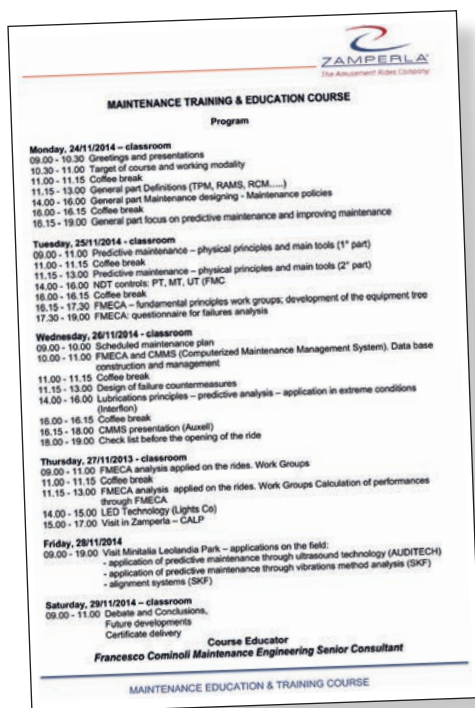 ZAMPERLA
The Amusement Rides Company
MAINTENANCE TRAINING & EDUCATION COURSE
Program
Monday, 24/11/2014 – classroom
09.00 - 10.30 Greetings and presentations
10.30 - 11.00 Target of course and working modality
11.00 - 11.15 Coffee break
11.15 - 13.00 General part Definitions (TPM, RAMS, RCM.....)
14.00 - 16.00 General part Maintenance designing - Maintenance policies
16.00 - 16.15 Coffee break
16.15 - 19.00 General part focus on predictive maintenance and improving maintenance
Tuesday, 25/11/2014 - classroom
09.00 - 11.00 Predictive maintenance – physical principles and main tools (1° part)
11.00 - 11.15 Coffee break
11.15 - 13.00 Predictive maintenance – physical principles and main tools (2° part)
14.00 - 16.00 NDT controls: PT, MT, UT (FMC
16.00 - 16.15 Coffee break
16.15 - 17.30 FMECA – fundamental principles work groups; development of the equipment tree
17.30 - 19.00 FMECA: questionnaire for failures analysis
Wednesday, 26/11/2014 - classroom
09.00 - 10.00 Scheduled maintenance plan
10.00 - 11.00 FMECA and CMMS (Computerized Maintenance Management System). Data base
construction and management
11.00 - 11.15 Coffee break
11.15 - 13.00 Design of failure countermeasures
14.00 - 16.00 Lubrications principles – predictive analysis – application in extreme conditions
(Interflon)
16.00 - 16.15 Coffee break
16.15 - 18.00 CMMS presentation (Auxell)
18.00 - 19.00 Check list before the opening of the ride
Thursday, 27/11/2013 - classroom
09.00 - 11.00 FMECA analysis applied on the rides. Work Groups
11.00 - 11.15 Coffee break
11.15 - 13.00 FMECA analysis applied on the rides. Work Groups Calculation of performances
through FMECA
14.00 - 15.00 LED Technology (Lights Co)
15.00 - 17.00 Visit in Zamperla – CALP
Friday, 28/11/2014
09.00 - 19.00 Visit Minitalia Leolandia Park – applications on the field:
- application of predictive maintenance through ultrasound technology (AUDITECH)
- application of predictive maintenance through vibrations method analysis (SKF)
- alignment systems (SKF)
Saturday, 29/11/2014 – classroom
09.00 - 11.00 Debate and Conclusions,
Future developments
Certificate delivery
Course Educator
Francesco Cominoli Maintenance Engineering Senior Consultant
MAINTENANCE EDUCATION & TRAINING COURSE